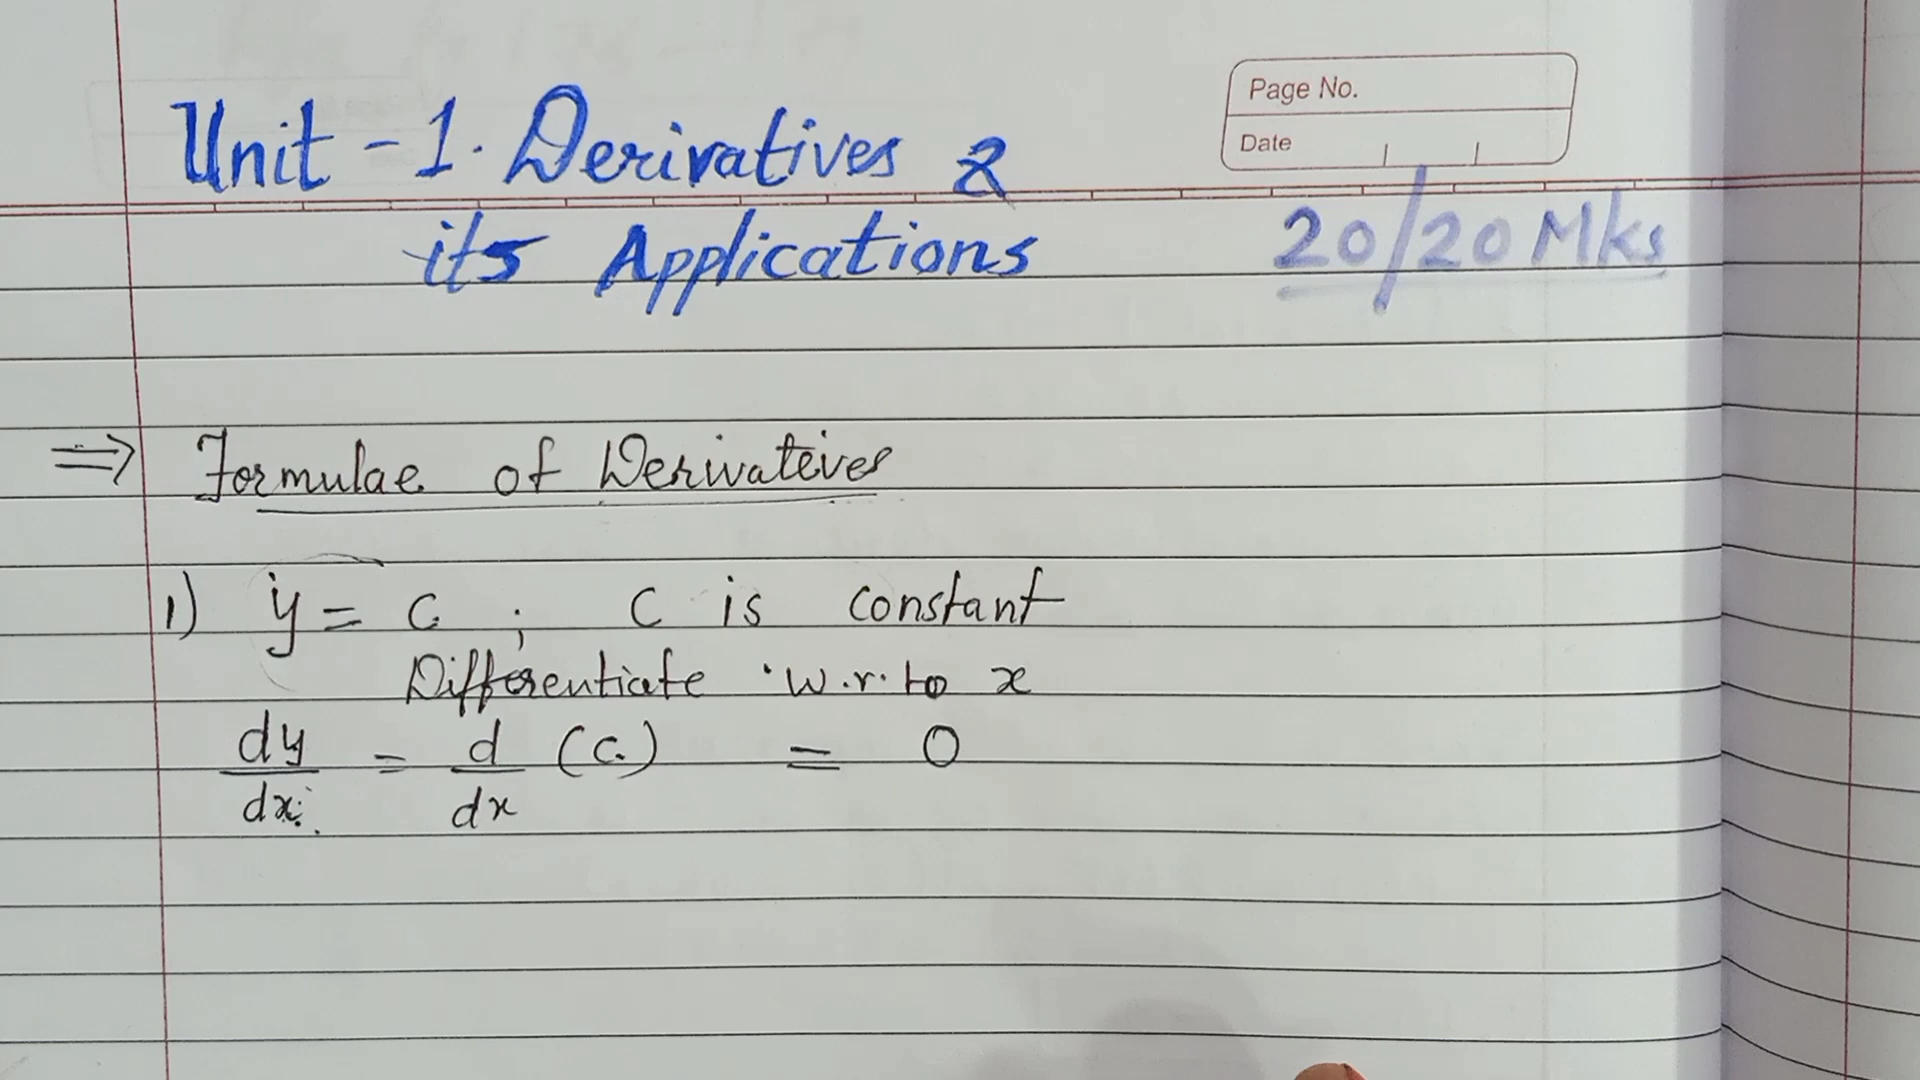 Page No.
Date
Unit - 1. Derivatives &
its Applications
20/20 Mks
⇒ Formulae of Derivatives
1) y = c ; C is constant
Differentiate w.r. to x
dy/dx = d/dx (c) = 0